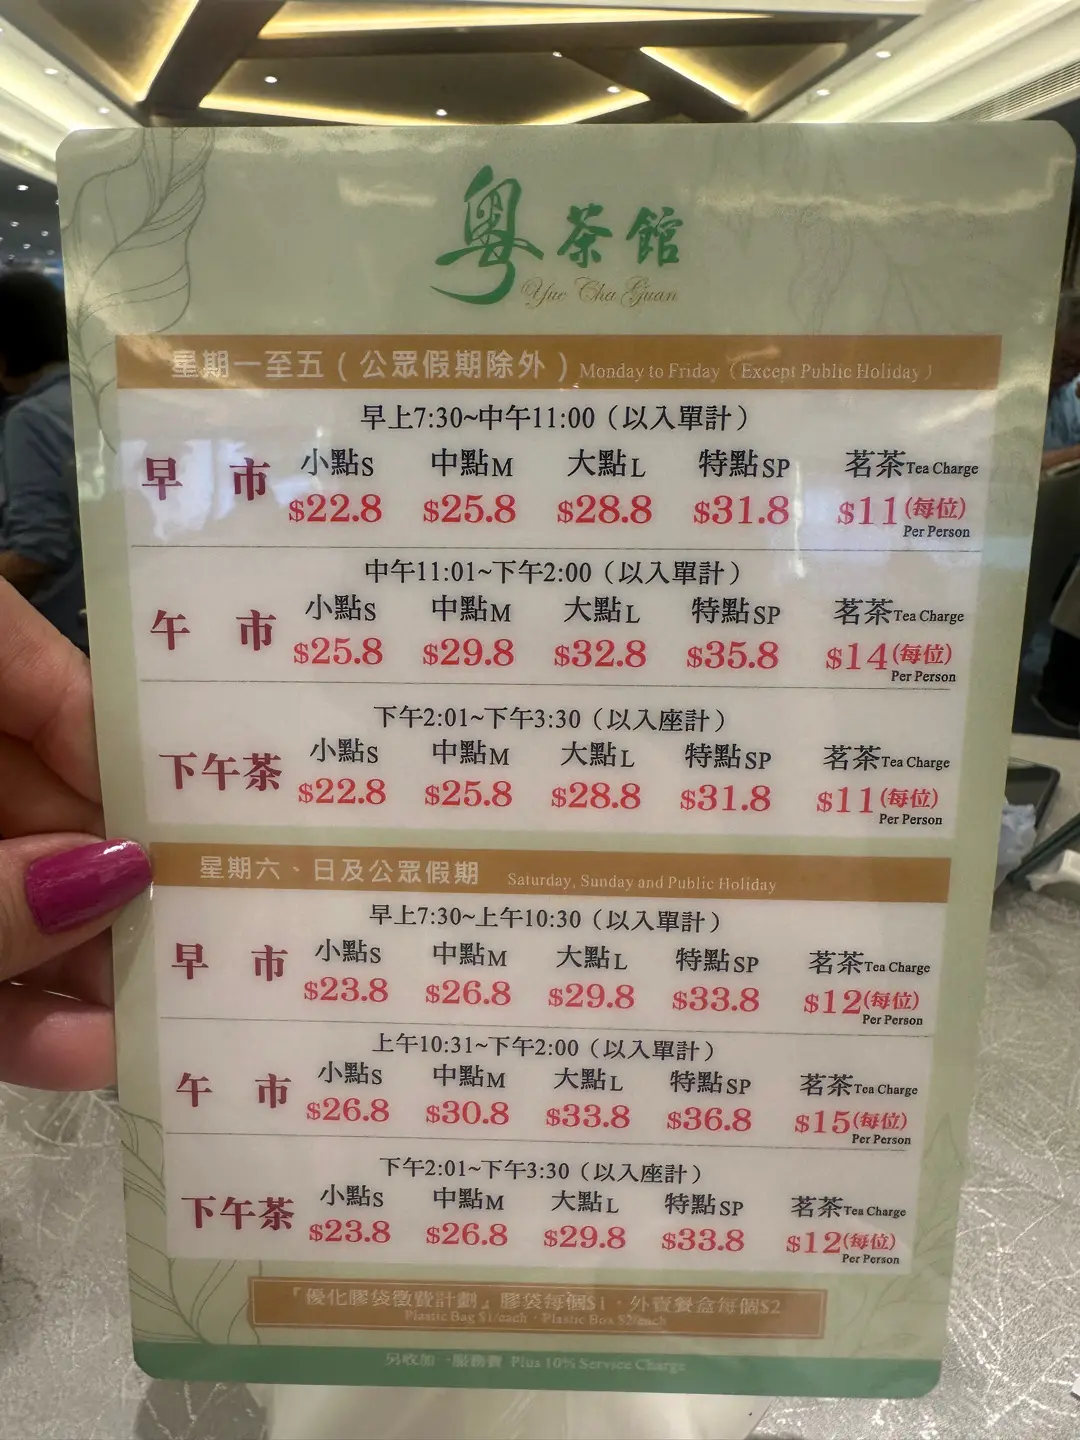 粵茶館
Yue Cha Guan
星期一至五（公眾假期除外）Monday to Friday（Except Public Holiday）
早上7:30~中午11:00（以入單計）
早市 小點S 中點M 大點L 特點SP 茗茶Tea Charge
$22.8 $25.8 $28.8 $31.8 $11(每位)
Per Person
中午11:01~下午2:00（以入單計）
午市 小點S 中點M 大點L 特點SP 茗茶Tea Charge
$25.8 $29.8 $32.8 $35.8 $14(每位)
Per Person
下午2:01~下午3:30（以入座計）
下午茶 小點S 中點M 大點L 特點SP 茗茶Tea Charge
$22.8 $25.8 $28.8 $31.8 $11(每位)
Per Person
星期六、日及公眾假期 Saturday, Sunday and Public Holiday
早上7:30~上午10:30（以入單計）
早市 小點S 中點M 大點L 特點SP 茗茶Tea Charge
$23.8 $26.8 $29.8 $33.8 $12(每位)
Per Person
上午10:31~下午2:00（以入單計）
午市 小點S 中點M 大點L 特點SP 茗茶Tea Charge
$26.8 $30.8 $33.8 $36.8 $15(每位)
Per Person
下午2:01~下午3:30（以入座計）
下午茶 小點S 中點M 大點L 特點SP 茗茶Tea Charge
$23.8 $26.8 $29.8 $33.8 $12(每位)
Per Person
『優化膠袋徵費計劃』膠袋每個$1．外賣餐盒每個$2
Plastic Bag $1/each．Plastic Box $2/each
另收加一服務費 Plus 10% Service Charge